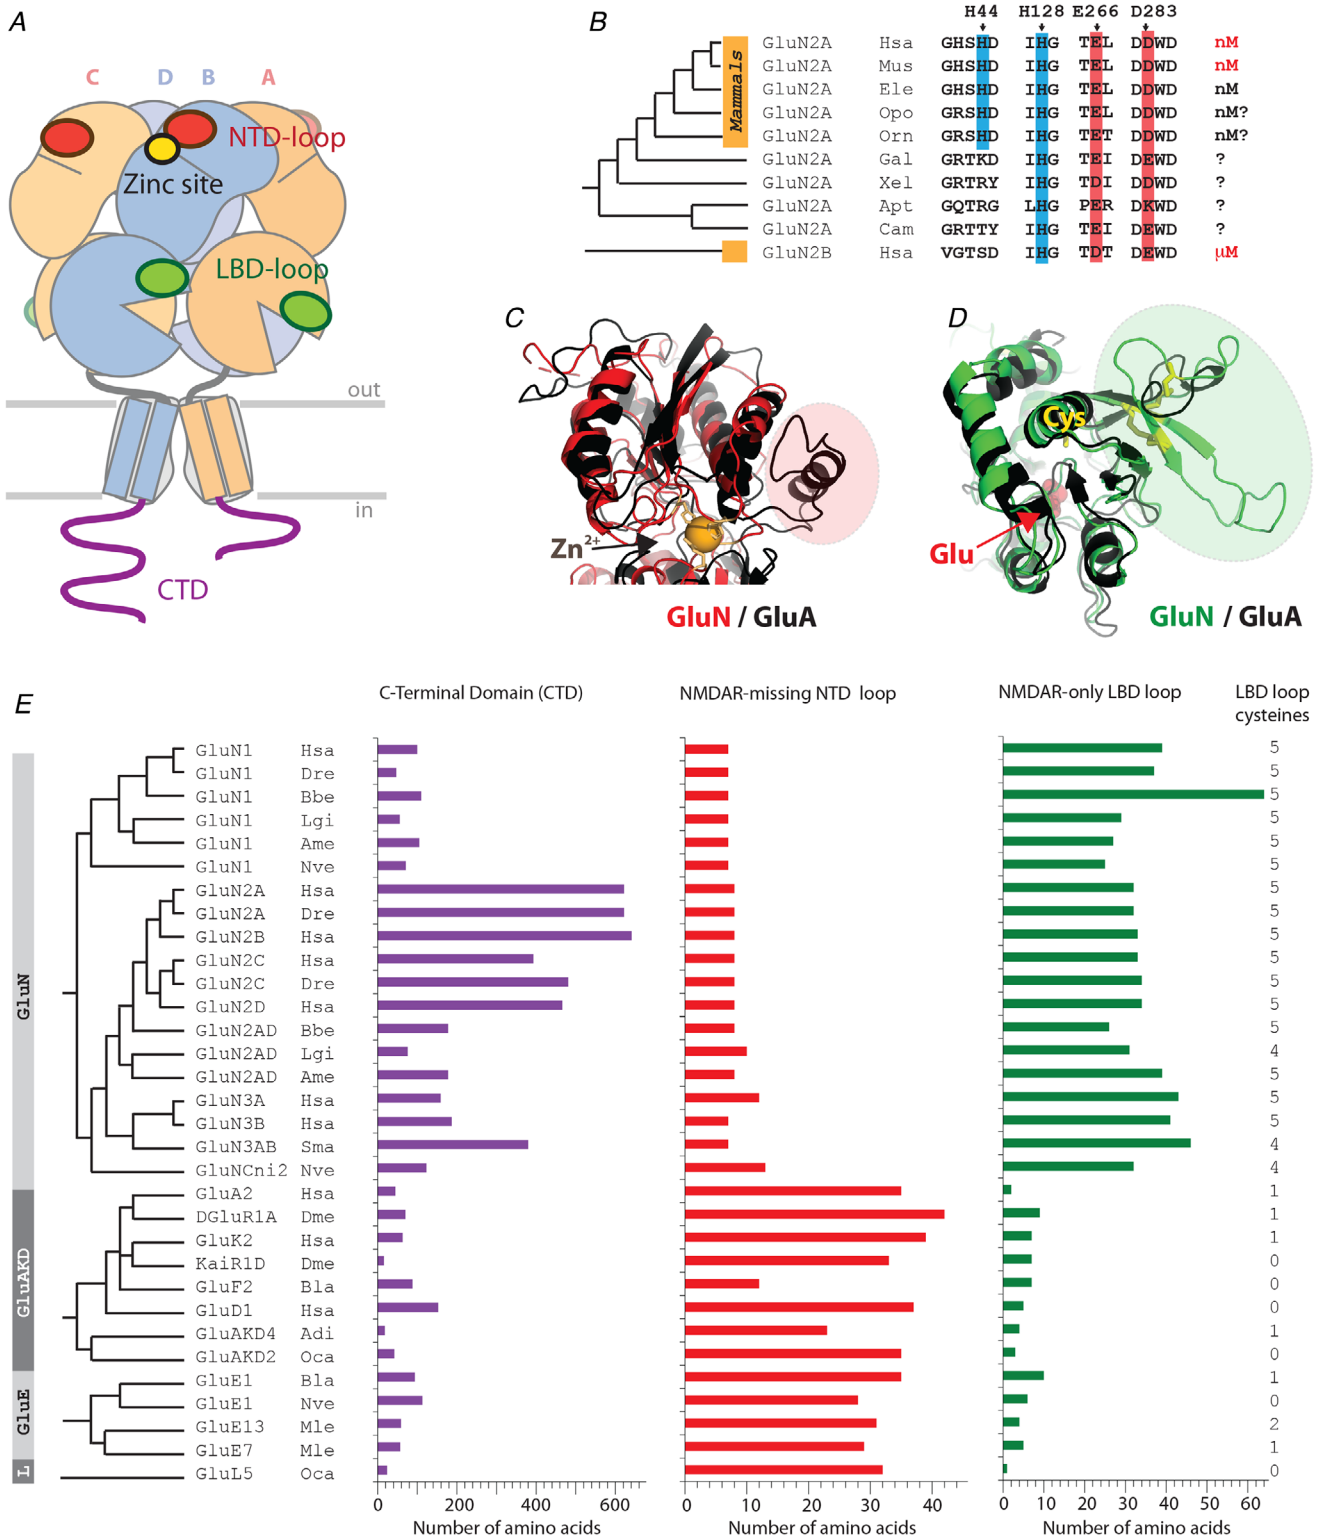 A
C D B A
NTD-loop
Zinc site
LBD-loop
out
in
CTD
B
H44 H128 E266 D283
Mammals
GluN2A Hsa GHSHD IHG TEL DDWD nM
GluN2A Mus GHSHD IHG TEL DDWD nM
GluN2A Ele GHSHD IHG TEL DDWD nM
GluN2A Opo GRSHD IHG TEL DDWD nM?
GluN2A Orn GRSHD IHG TET DDWD nM?
GluN2A Gal GRTKD IHG TEI DEWD ?
GluN2A Xel GRTRY IHG TDI DDWD ?
GluN2A Apt GQTRG LHG PER DKWD ?
GluN2A Cam GRTTY IHG TEI DEWD ?
GluN2B Hsa VGTSD IHG TDT DEWD µM
C
Zn2+
GluN / GluA
D
Cys
Glu
GluN / GluA
E
C-Terminal Domain (CTD)
NMDAR-missing NTD loop
NMDAR-only LBD loop
LBD loop
cysteines
GluN
GluN1 Hsa 5
GluN1 Dre 5
GluN1 Bbe 5
GluN1 Lgi 5
GluN1 Ame 5
GluN1 Nve 5
GluN2A Hsa 5
GluN2A Dre 5
GluN2B Hsa 5
GluN2C Hsa 5
GluN2C Dre 5
GluN2D Hsa 5
GluN2AD Bbe 5
GluN2AD Lgi 4
GluN2AD Ame 5
GluN3A Hsa 5
GluN3B Hsa 5
GluN3AB Sma 4
GluNCni2 Nve 4
GluAKD
GluA2 Hsa 1
DGluR1A Dme 1
GluK2 Hsa 1
KaiR1D Dme 0
GluF2 Bla 0
GluD1 Hsa 0
GluAKD4 Adi 1
GluAKD2 Oca 0
GluE
GluE1 Bla 1
GluE1 Nve 0
GluE13 Mle 2
GluE7 Mle 1
L
GluL5 Oca 0
0 200 400 600
Number of amino acids
0 10 20 30 40
Number of amino acids
0 10 20 30 40 50 60
Number of amino acids